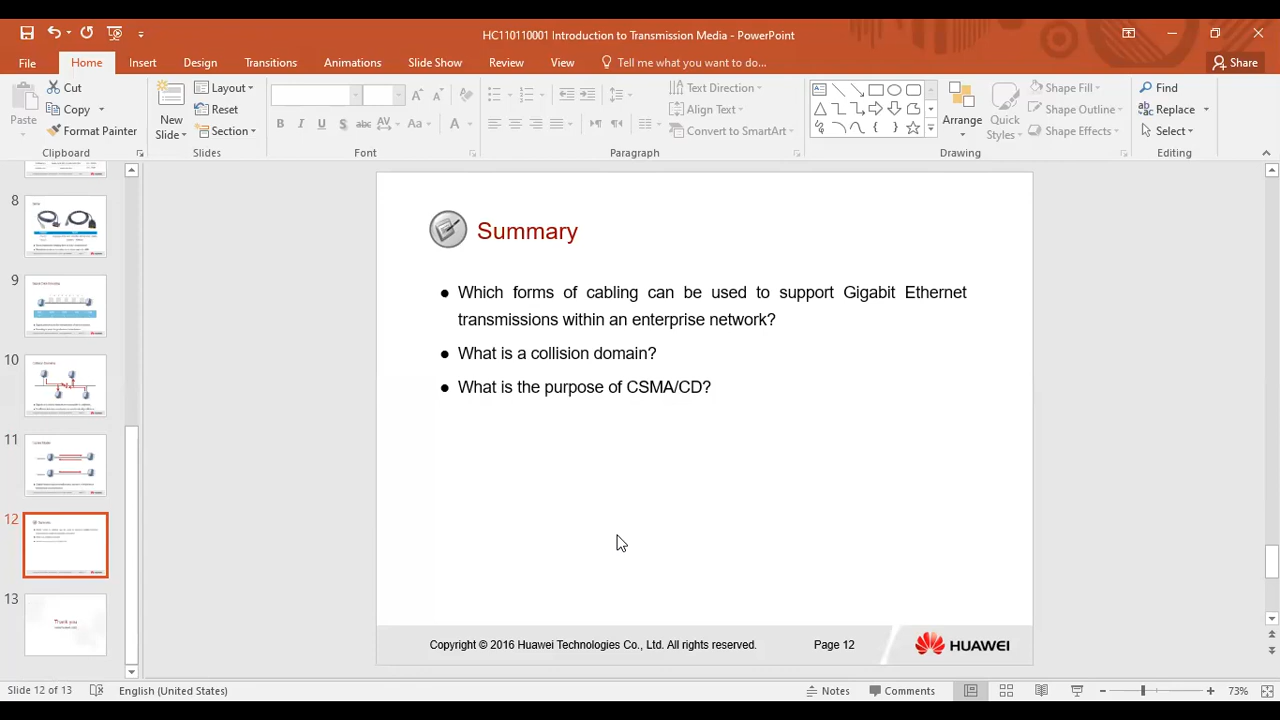 HC110110001 Introduction to Transmission Media - PowerPoint
File Home Insert Design Transitions Animations Slide Show Review View Tell me what you want to do... Share
Paste
Cut
Copy
Format Painter
Clipboard
New
Slide
Layout
Reset
Section
Slides
B I U S abc AV Aa A
Font
Text Direction
Align Text
Convert to SmartArt
Paragraph
Arrange
Quick
Styles
Shape Fill
Shape Outline
Shape Effects
Drawing
Find
Replace
Select
Editing
8
9
10
11
12
13
Thank you
Summary
Which forms of cabling can be used to support Gigabit Ethernet
transmissions within an enterprise network?
What is a collision domain?
What is the purpose of CSMA/CD?
Copyright © 2016 Huawei Technologies Co., Ltd. All rights reserved. Page 12 HUAWEI
Slide 12 of 13 English (United States) Notes Comments 73%